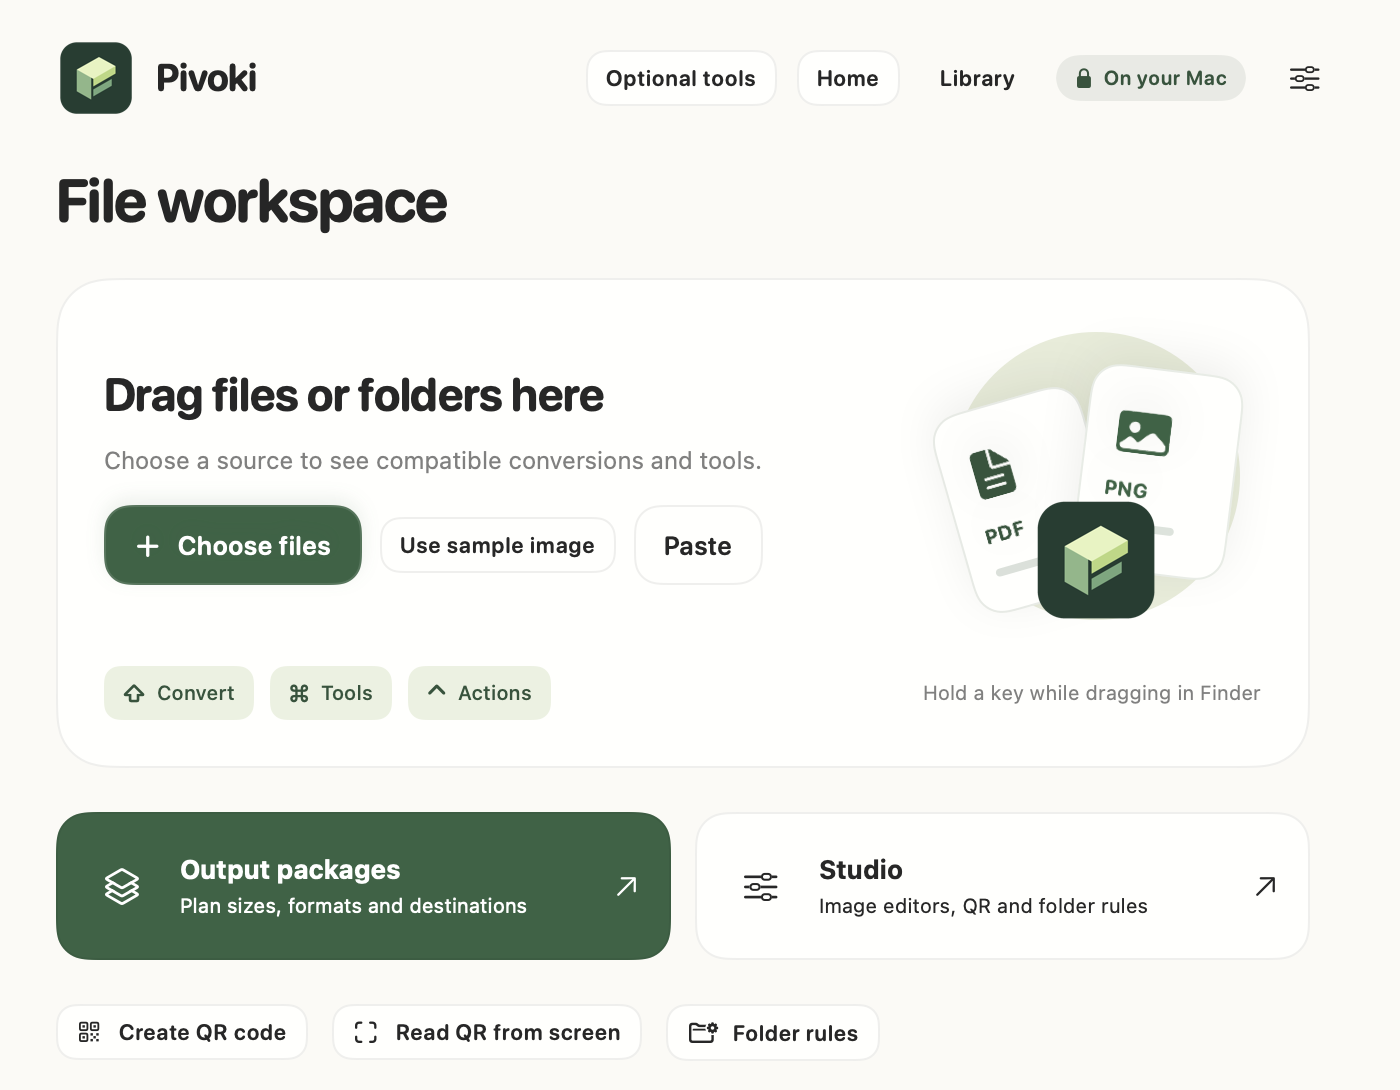 Pivoki
Optional tools
Home
Library
On your Mac
File workspace
Drag files or folders here
Choose a source to see compatible conversions and tools.
Choose files
Use sample image
Paste
PDF
PNG
Convert
Tools
Actions
Hold a key while dragging in Finder
Output packages
Plan sizes, formats and destinations
Studio
Image editors, QR and folder rules
Create QR code
Read QR from screen
Folder rules